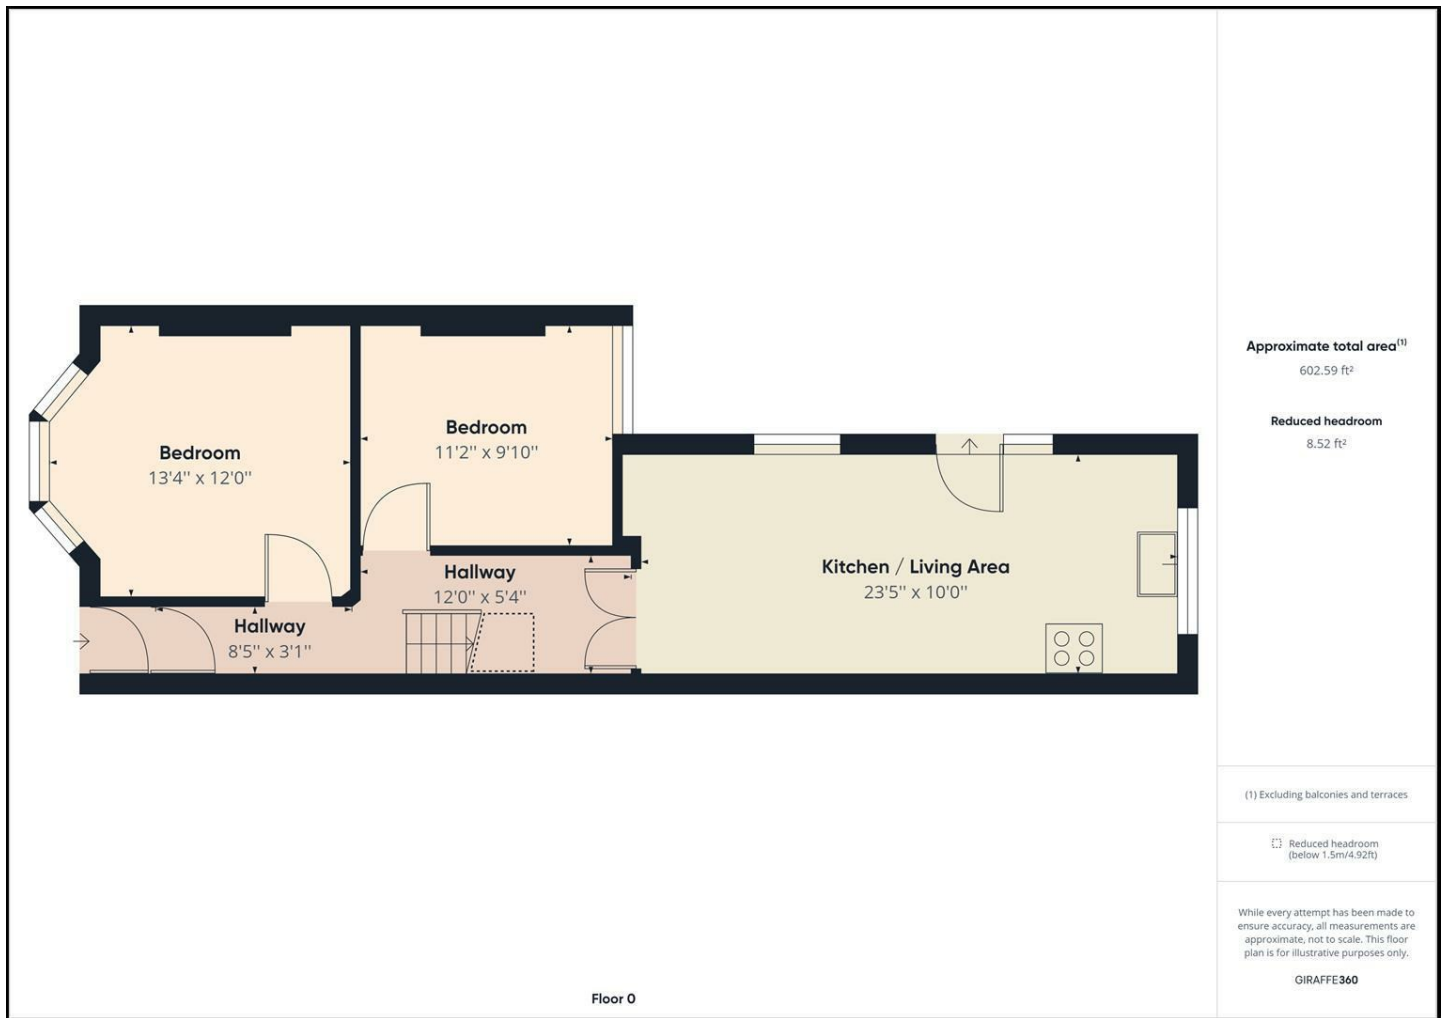 Bedroom
13'4'' x 12'0''
Bedroom
11'2'' x 9'10''
Hallway
12'0'' x 5'4''
Hallway
8'5'' x 3'1''
Kitchen / Living Area
23'5'' x 10'0''
Floor 0
Approximate total area(1)
602.59 ft²
Reduced headroom
8.52 ft²
(1) Excluding balconies and terraces
Reduced headroom
(below 1.5m/4.92ft)
While every attempt has been made to
ensure accuracy, all measurements are
approximate, not to scale. This floor
plan is for illustrative purposes only.
GIRAFFE360